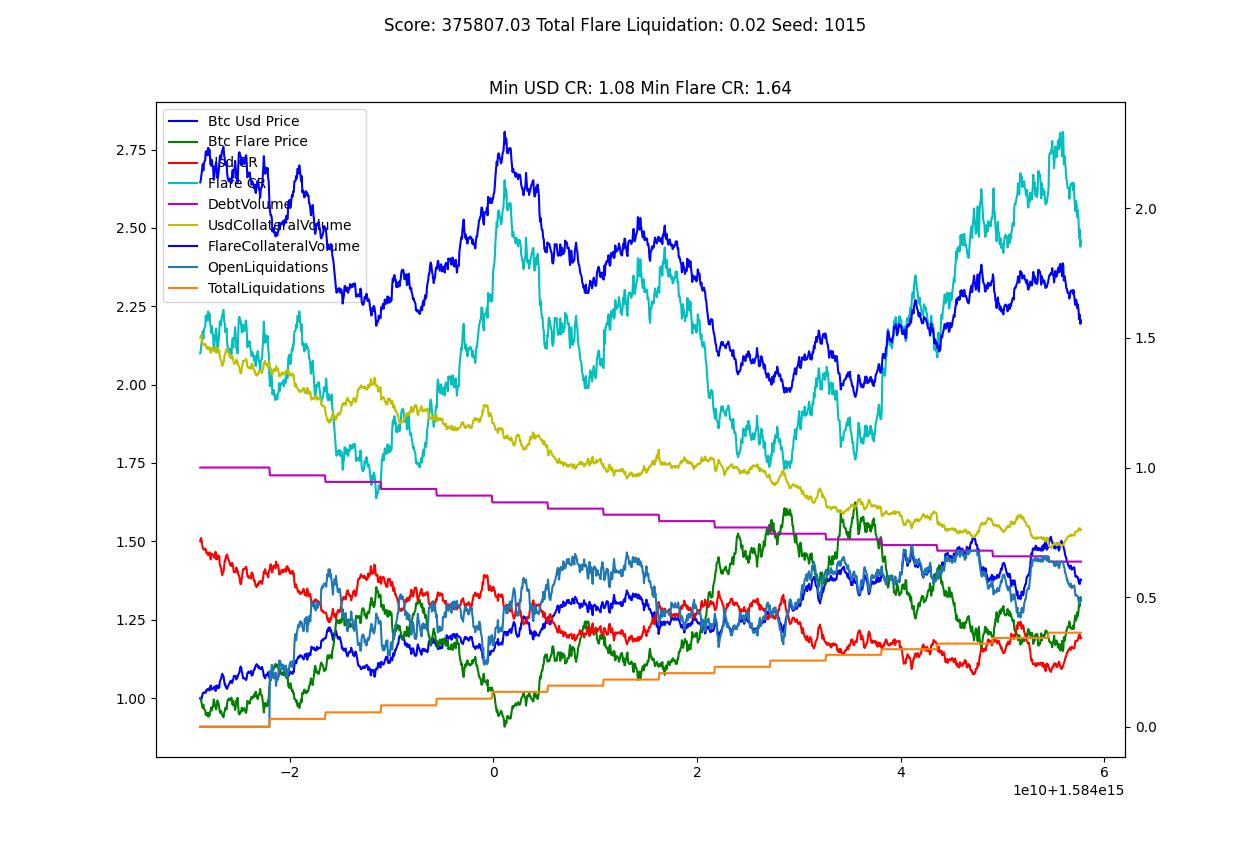 Score: 375807.03 Total Flare Liquidation: 0.02 Seed: 1015
Min USD CR: 1.08 Min Flare CR: 1.64
Btc Usd Price
Btc Flare Price
Usd CR
Flare CR
DebtVolume
UsdCollateralVolume
FlareCollateralVolume
OpenLiquidations
TotalLiquidations
2.75
2.50
2.25
2.00
1.75
1.50
1.25
1.00
2.0
1.5
1.0
0.5
0.0
−2 0 2 4 6
1e10+1.584e15